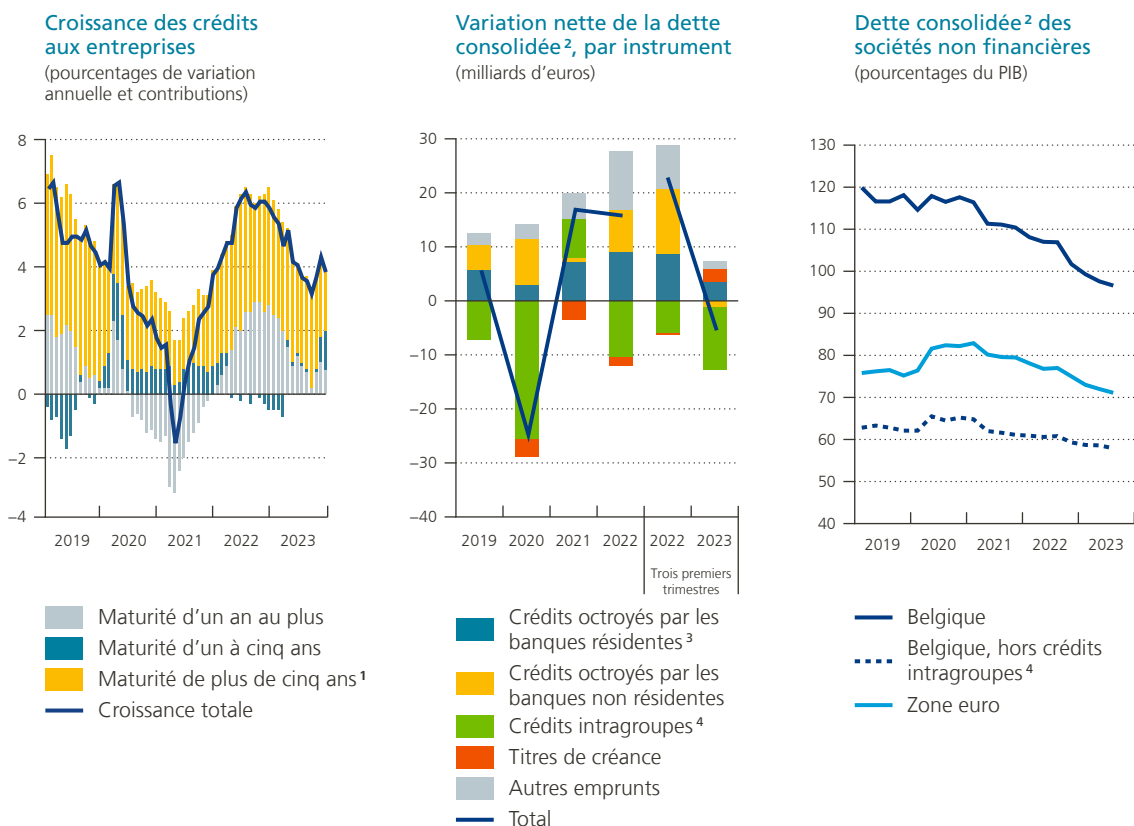 Croissance des crédits
aux entreprises
(pourcentages de variation
annuelle et contributions)
8
6
4
2
0
–2
–4
2019 2020 2021 2022 2023
Maturité d'un an au plus
Maturité d'un à cinq ans
Maturité de plus de cinq ans¹
Croissance totale
Variation nette de la dette
consolidée², par instrument
(milliards d'euros)
30
20
10
0
–10
–20
–30
–40
2019 2020 2021 2022 2022 2023
Trois premiers
trimestres
Crédits octroyés par les
banques résidentes³
Crédits octroyés par les
banques non résidentes
Crédits intragroupes⁴
Titres de créance
Autres emprunts
Total
Dette consolidée² des
sociétés non financières
(pourcentages du PIB)
130
120
110
100
90
80
70
60
50
40
2019 2020 2021 2022 2023
Belgique
Belgique, hors crédits
intragroupes⁴
Zone euro